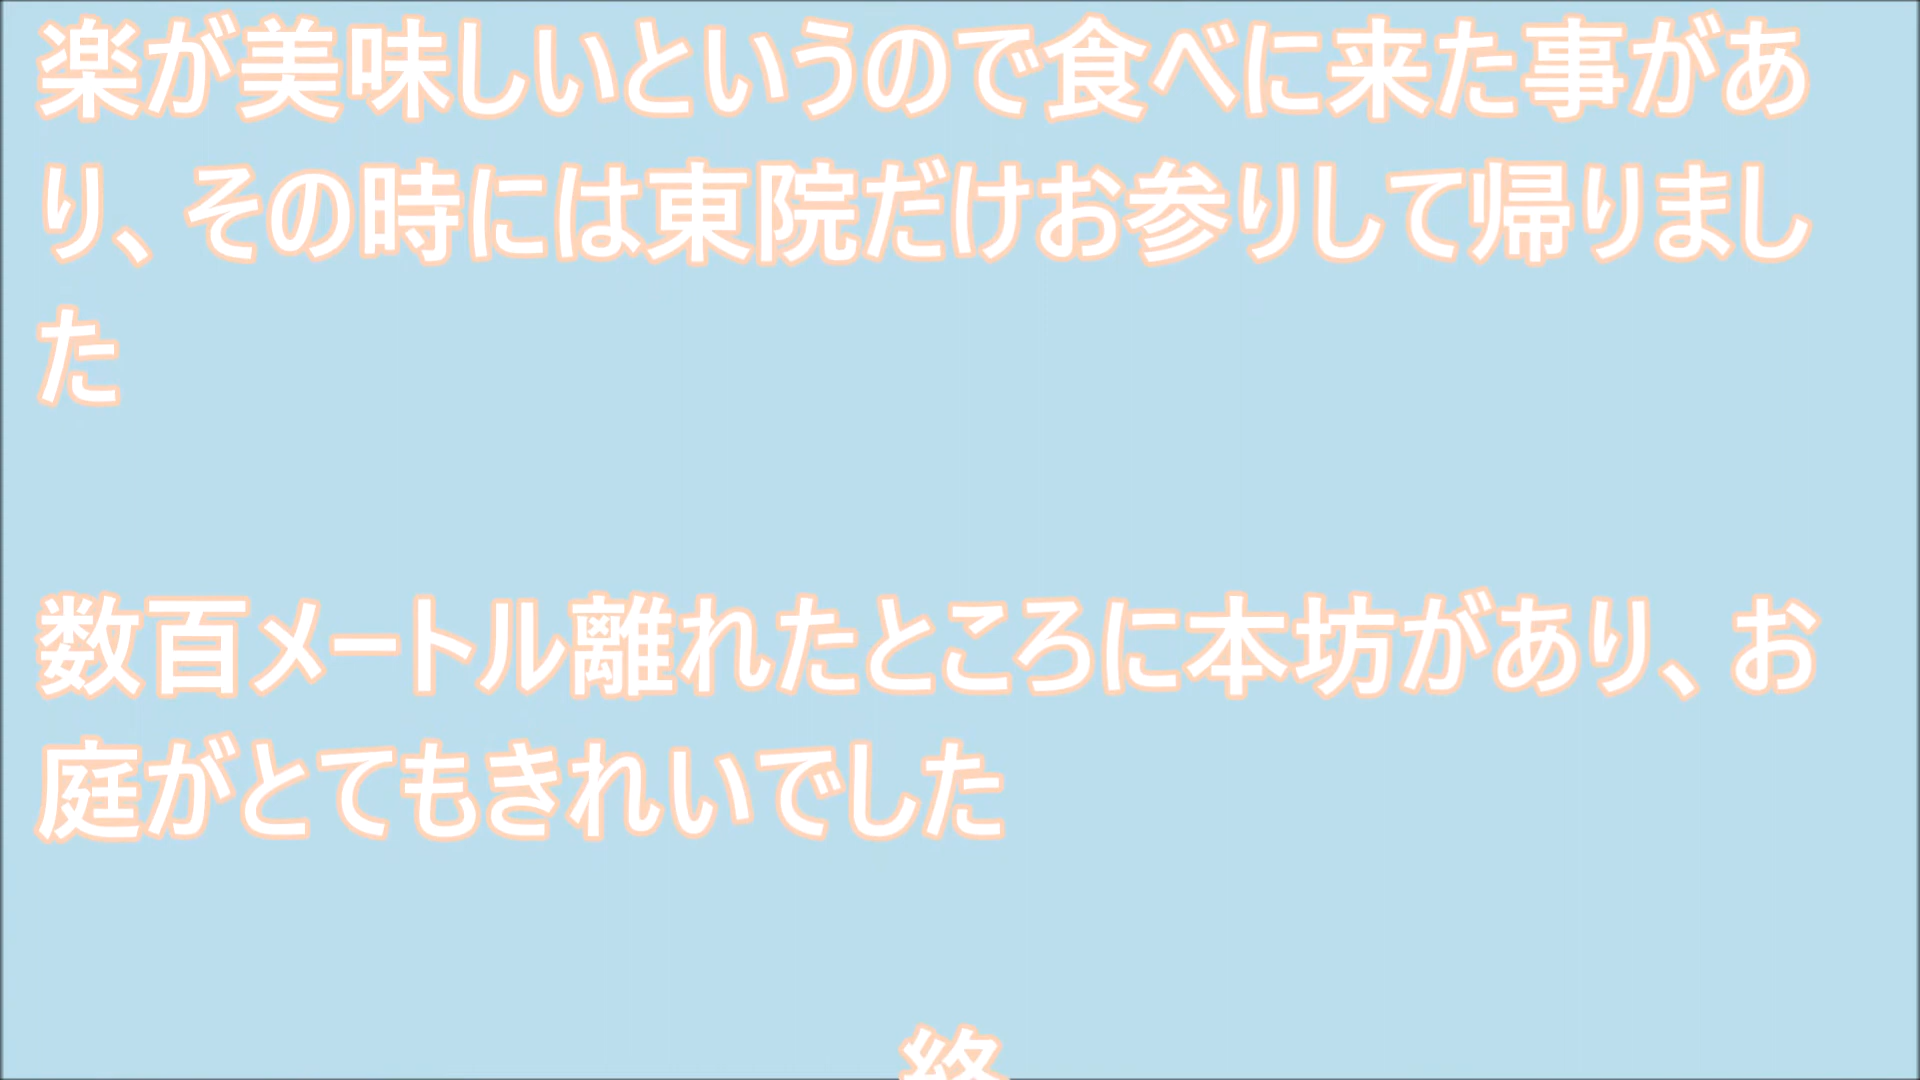 楽が美味しいというので食べに来た事があ
り、その時には東院だけお参りして帰りまし
た
数百メートル離れたところに本坊があり、お
庭がとてもきれいでした
終